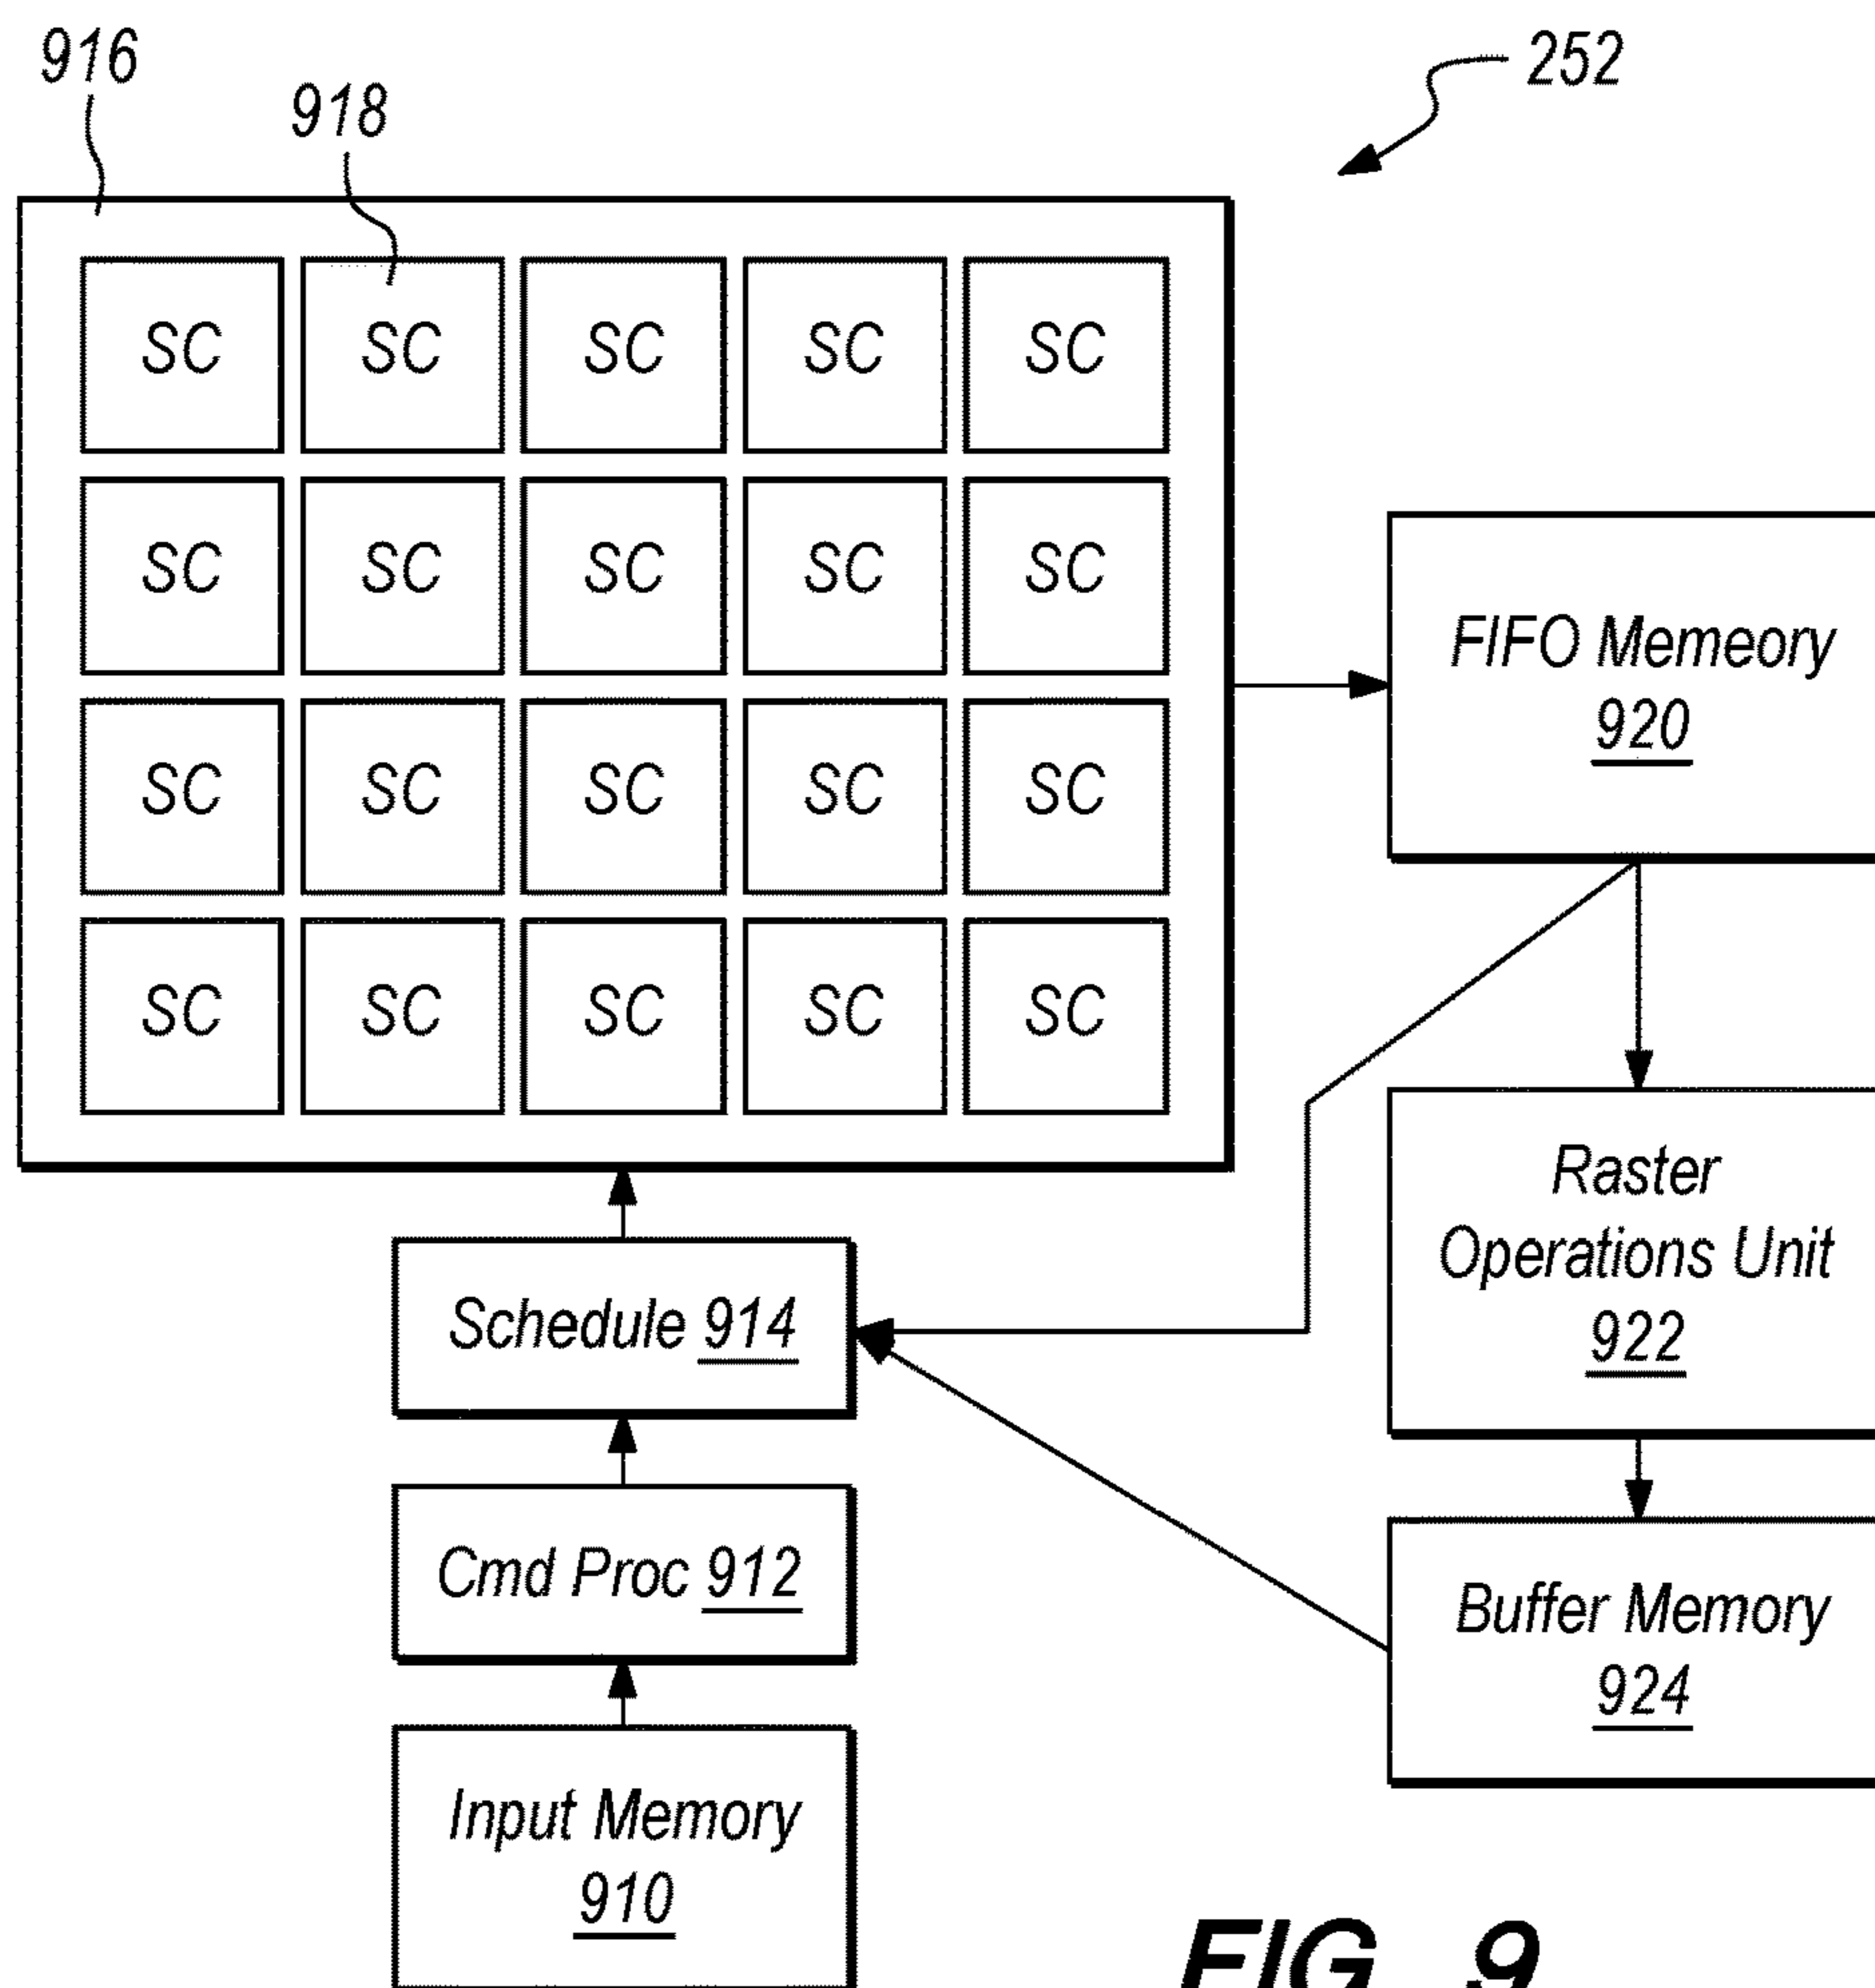 916
252
918
SC SC SC SC SC
SC SC SC SC SC
SC SC SC SC SC
SC SC SC SC SC
FIFO Memeory
920
Raster
Operations Unit
922
Schedule 914
Cmd Proc 912
Buffer Memory
924
Input Memory
910
FIG. 9